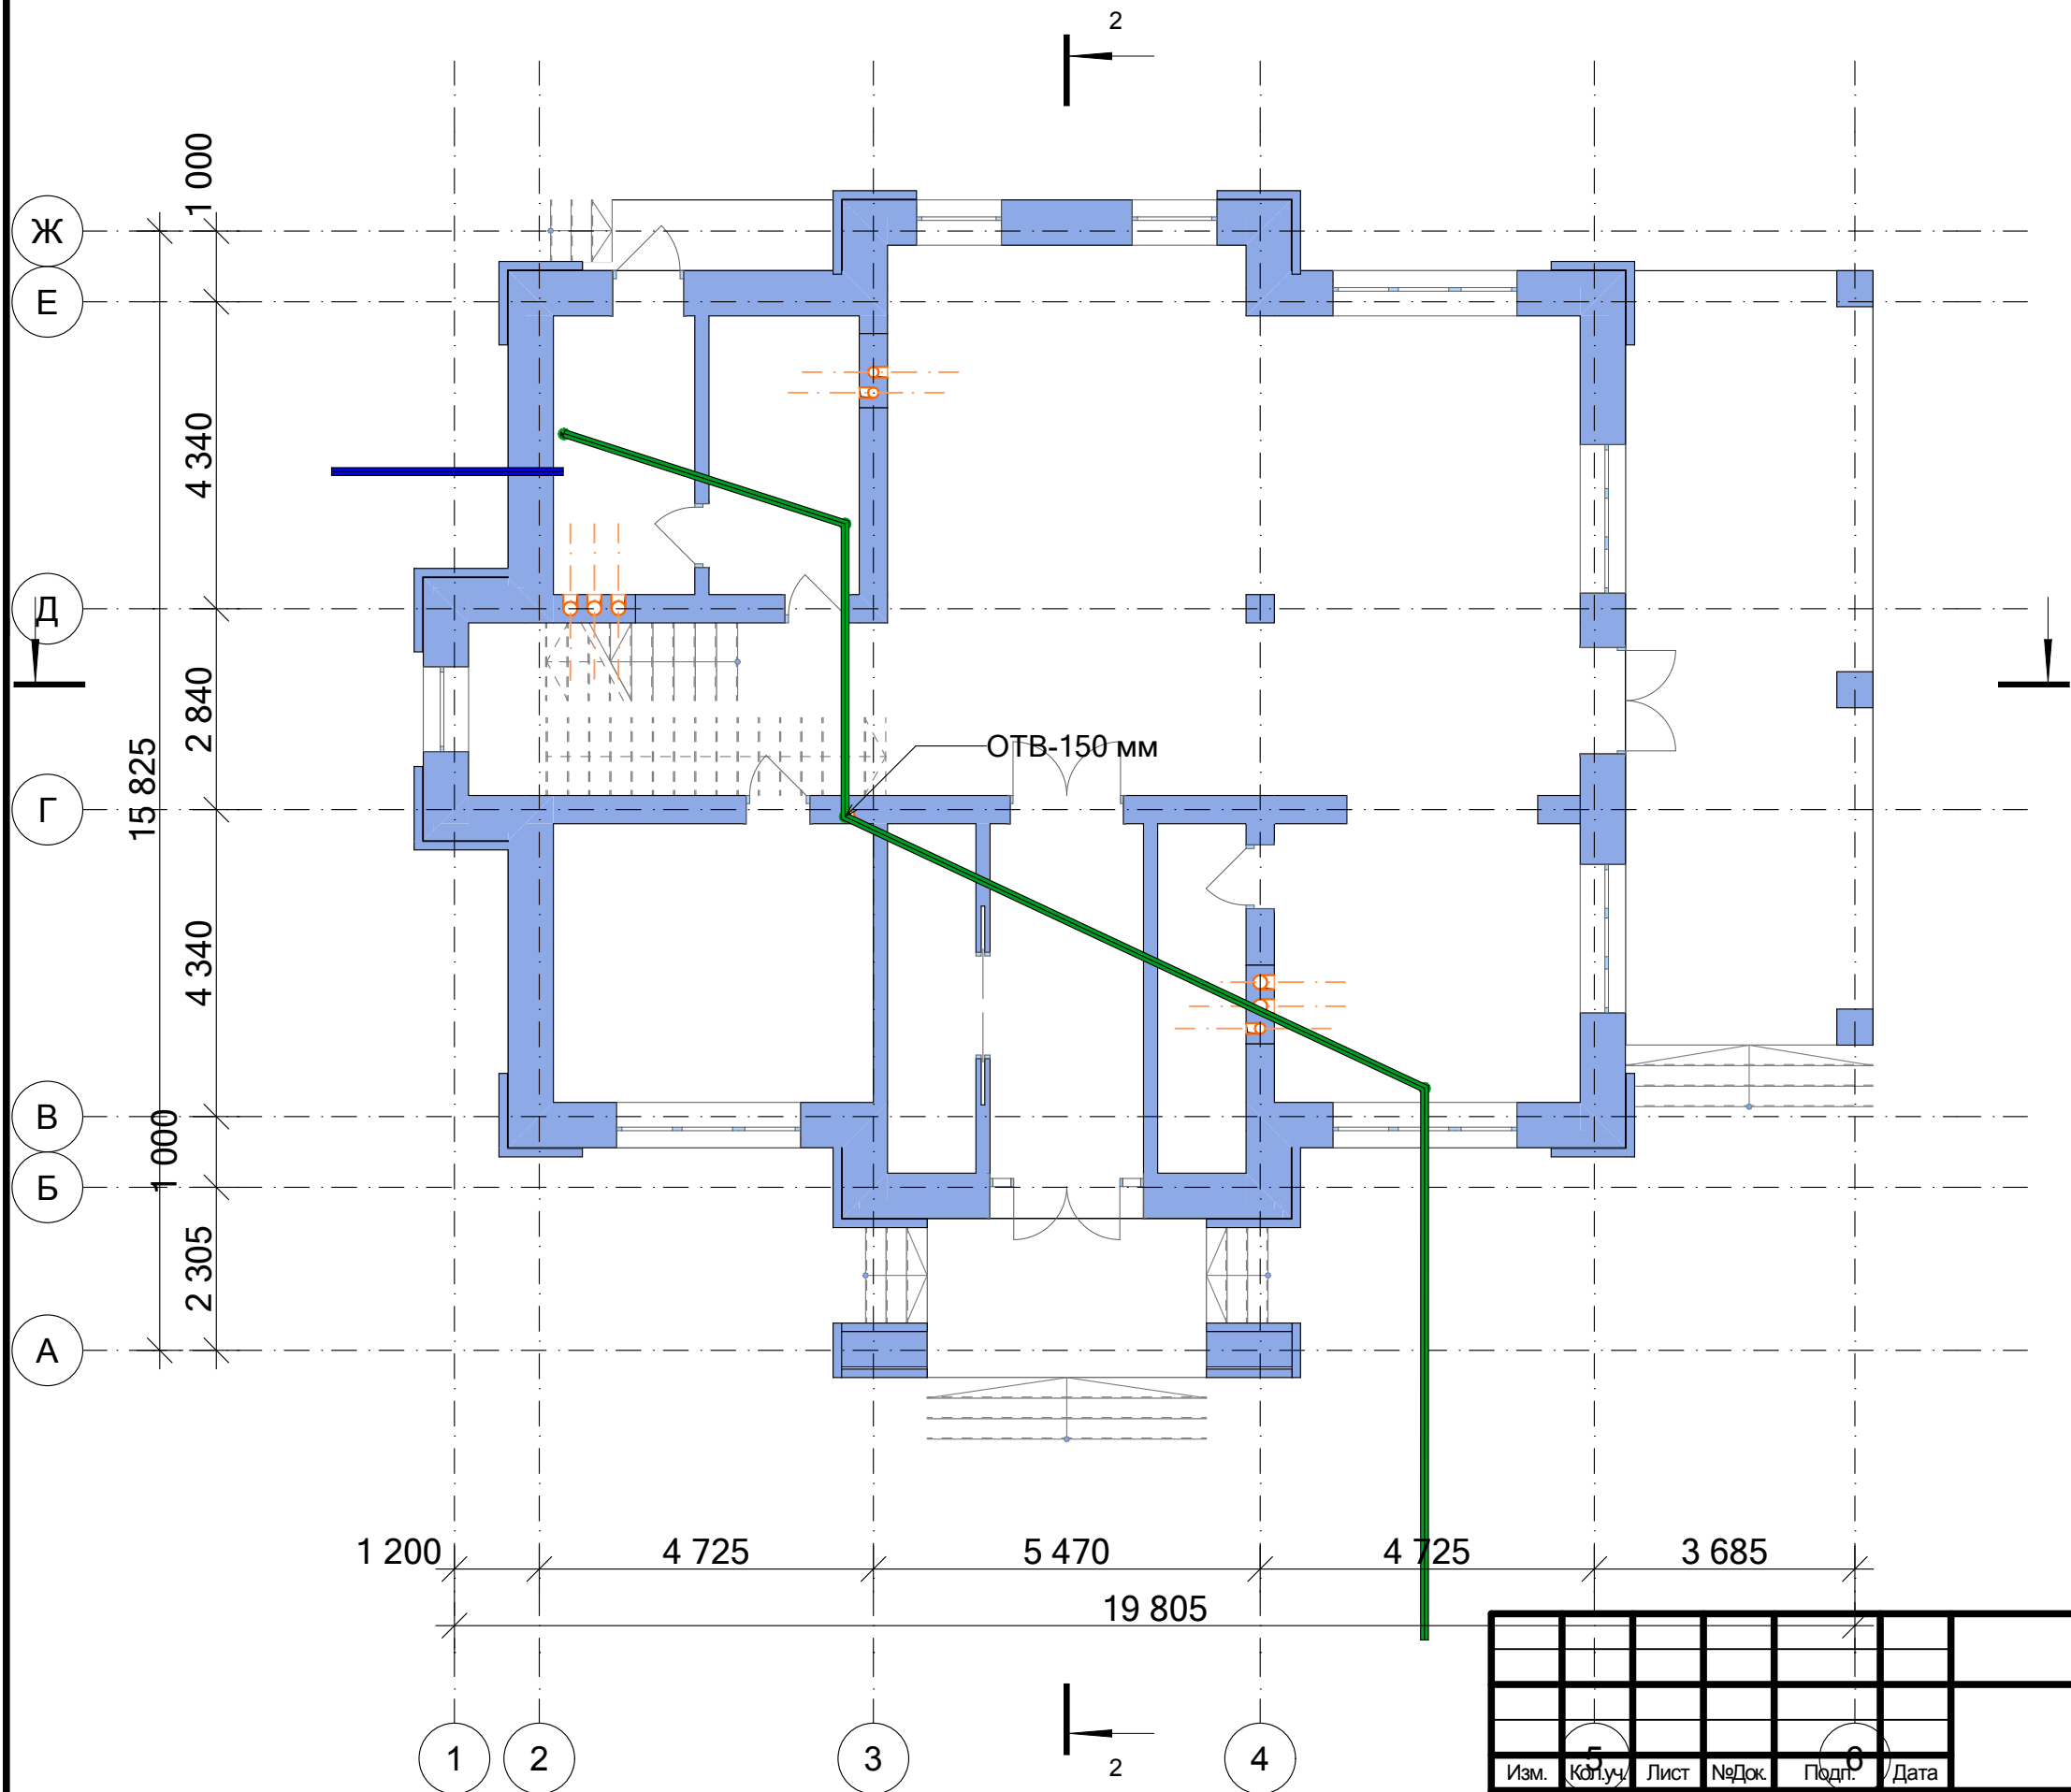 2
1 000
Ж
Е
4 340
Д
2 840
ОТВ-150 мм
15 825
Г
4 340
В
1 000
Б
2 305
А
1 200
4 725
5 470
4 725
3 685
19 805
1
2
3
2
4
5
6
Изм.
Кол.уч.
Лист
№Док.
Подп.
Дата